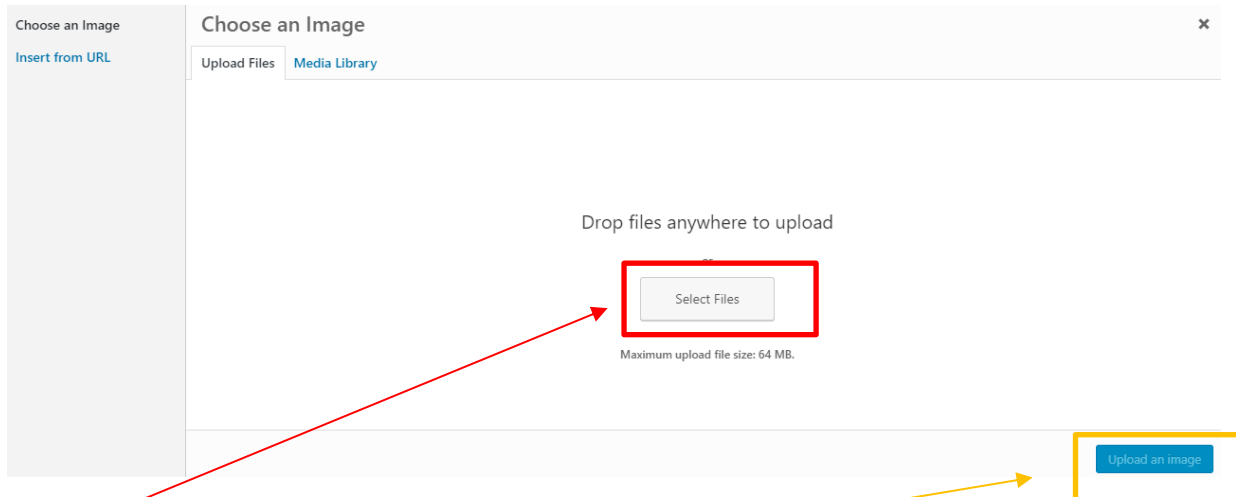 Choose an Image
Insert from URL
Choose an Image
Upload Files Media Library
Drop files anywhere to upload
Select Files
Maximum upload file size: 64 MB.
Upload an image